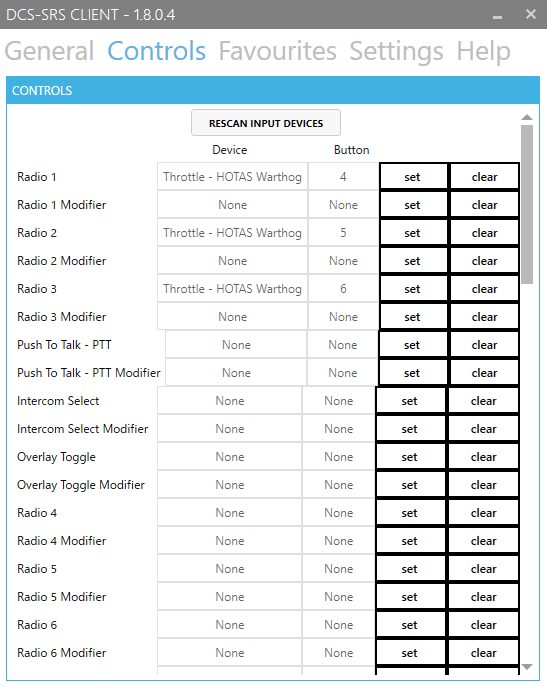 DCS-SRS CLIENT - 1.8.0.4
General Controls Favourites Settings Help
CONTROLS
RESCAN INPUT DEVICES
Device Button
Radio 1 Throttle - HOTAS Warthog 4 set clear
Radio 1 Modifier None None set clear
Radio 2 Throttle - HOTAS Warthog 5 set clear
Radio 2 Modifier None None set clear
Radio 3 Throttle - HOTAS Warthog 6 set clear
Radio 3 Modifier None None set clear
Push To Talk - PTT None None set clear
Push To Talk - PTT Modifier None None set clear
Intercom Select None None set clear
Intercom Select Modifier None None set clear
Overlay Toggle None None set clear
Overlay Toggle Modifier None None set clear
Radio 4 None None set clear
Radio 4 Modifier None None set clear
Radio 5 None None set clear
Radio 5 Modifier None None set clear
Radio 6 None None set clear
Radio 6 Modifier None None set clear